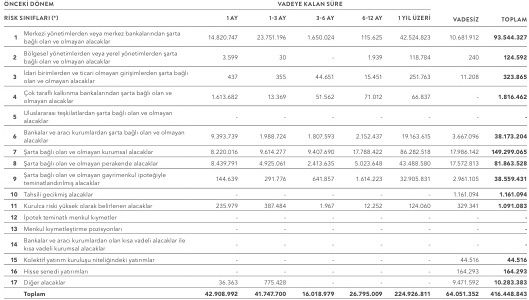 ÖNCEKİ DÖNEM VADEYE KALAN SÜRE
RİSK SINIFLARI (*) 1 AY 1-3 AY 3-6 AY 6-12 AY 1 YIL ÜZERİ VADESİZ TOPLAM
1 Merkezi yönetimlerden veya merkez bankalarından şarta bağlı olan ve olmayan alacaklar 14.820.747 23.751.196 1.650.024 115.625 42.524.823 10.681.912 93.544.327
2 Bölgesel yönetimlerden veya yerel yönetimlerden şarta bağlı olan ve olmayan alacaklar 3.599 30 - 1.939 118.784 240 124.592
3 İdari birimlerden ve ticari olmayan girişimlerden şarta bağlı olan ve olmayan alacaklar 437 355 44.651 15.451 251.763 11.208 323.865
4 Çok taraflı kalkınma bankalarından şarta bağlı olan ve olmayan alacaklar 1.613.682 13.369 51.562 71.012 66.837 - 1.816.462
5 Uluslararası teşkilatlardan şarta bağlı olan ve olmayan alacaklar - - - - - - -
6 Bankalar ve aracı kurumlardan şarta bağlı olan ve olmayan alacaklar 9.393.739 1.988.724 1.807.593 2.152.437 19.163.615 3.667.096 38.173.204
7 Şarta bağlı olan ve olmayan kurumsal alacaklar 8.220.016 9.614.277 9.407.690 17.788.422 86.282.518 17.986.142 149.299.065
8 Şarta bağlı olan ve olmayan perakende alacaklar 8.439.791 4.925.061 2.413.635 5.023.648 43.488.580 17.572.813 81.863.528
9 Şarta bağlı olan ve olmayan gayrimenkul ipoteğiyle teminatlandırılmış alacaklar 144.639 291.776 641.857 1.614.223 32.905.831 2.961.105 38.559.431
10 Tahsili gecikmiş alacaklar - - - - - 1.161.094 1.161.094
11 Kurulca riski yüksek olarak belirlenen alacaklar 235.979 387.484 1.967 12.252 124.060 329.341 1.091.083
12 İpotek teminatlı menkul kıymetler - - - - - - -
13 Menkul kıymetleştirme pozisyonları - - - - - - -
14 Bankalar ve aracı kurumlardan olan kısa vadeli alacaklar ile kısa vadeli kurumsal alacaklar - - - - - - -
15 Kolektif yatırım kuruluşu niteliğindeki yatırımlar - - - - - 44.516 44.516
16 Hisse senedi yatırımları - - - - - 164.293 164.293
17 Diğer alacaklar 36.363 775.428 - - - 9.471.592 10.283.383
Toplam 42.908.992 41.747.700 16.018.979 26.795.009 224.926.811 64.051.352 416.448.843